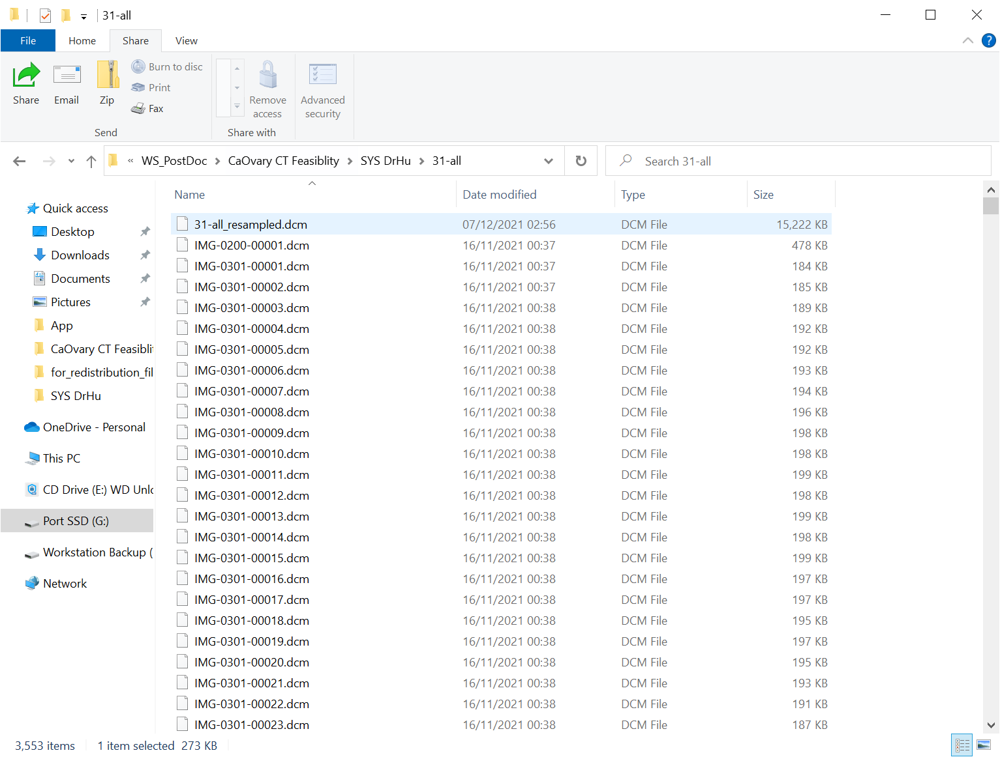 31-all
File Home Share View
Share Email Zip
Burn to disc
Print
Fax
Remove access
Advanced security
Send
Share with
« WS_PostDoc CaOvary CT Feasiblity SYS DrHu 31-all
Search 31-all
Quick access
Desktop
Downloads
Documents
Pictures
App
CaOvary CT Feasiblit
for_redistribution_fil
SYS DrHu
OneDrive - Personal
This PC
CD Drive (E:) WD Unlo
Port SSD (G:)
Workstation Backup (
Network
Name Date modified Type Size
31-all_resampled.dcm 07/12/2021 02:56 DCM File 15,222 KB
IMG-0200-00001.dcm 16/11/2021 00:37 DCM File 478 KB
IMG-0301-00001.dcm 16/11/2021 00:37 DCM File 184 KB
IMG-0301-00002.dcm 16/11/2021 00:37 DCM File 185 KB
IMG-0301-00003.dcm 16/11/2021 00:38 DCM File 189 KB
IMG-0301-00004.dcm 16/11/2021 00:38 DCM File 192 KB
IMG-0301-00005.dcm 16/11/2021 00:38 DCM File 192 KB
IMG-0301-00006.dcm 16/11/2021 00:38 DCM File 193 KB
IMG-0301-00007.dcm 16/11/2021 00:38 DCM File 194 KB
IMG-0301-00008.dcm 16/11/2021 00:38 DCM File 196 KB
IMG-0301-00009.dcm 16/11/2021 00:38 DCM File 198 KB
IMG-0301-00010.dcm 16/11/2021 00:38 DCM File 198 KB
IMG-0301-00011.dcm 16/11/2021 00:38 DCM File 199 KB
IMG-0301-00012.dcm 16/11/2021 00:38 DCM File 198 KB
IMG-0301-00013.dcm 16/11/2021 00:38 DCM File 199 KB
IMG-0301-00014.dcm 16/11/2021 00:38 DCM File 198 KB
IMG-0301-00015.dcm 16/11/2021 00:38 DCM File 199 KB
IMG-0301-00016.dcm 16/11/2021 00:38 DCM File 197 KB
IMG-0301-00017.dcm 16/11/2021 00:38 DCM File 197 KB
IMG-0301-00018.dcm 16/11/2021 00:38 DCM File 195 KB
IMG-0301-00019.dcm 16/11/2021 00:38 DCM File 197 KB
IMG-0301-00020.dcm 16/11/2021 00:38 DCM File 195 KB
IMG-0301-00021.dcm 16/11/2021 00:38 DCM File 193 KB
IMG-0301-00022.dcm 16/11/2021 00:38 DCM File 191 KB
IMG-0301-00023.dcm 16/11/2021 00:38 DCM File 187 KB
3,553 items 1 item selected 273 KB